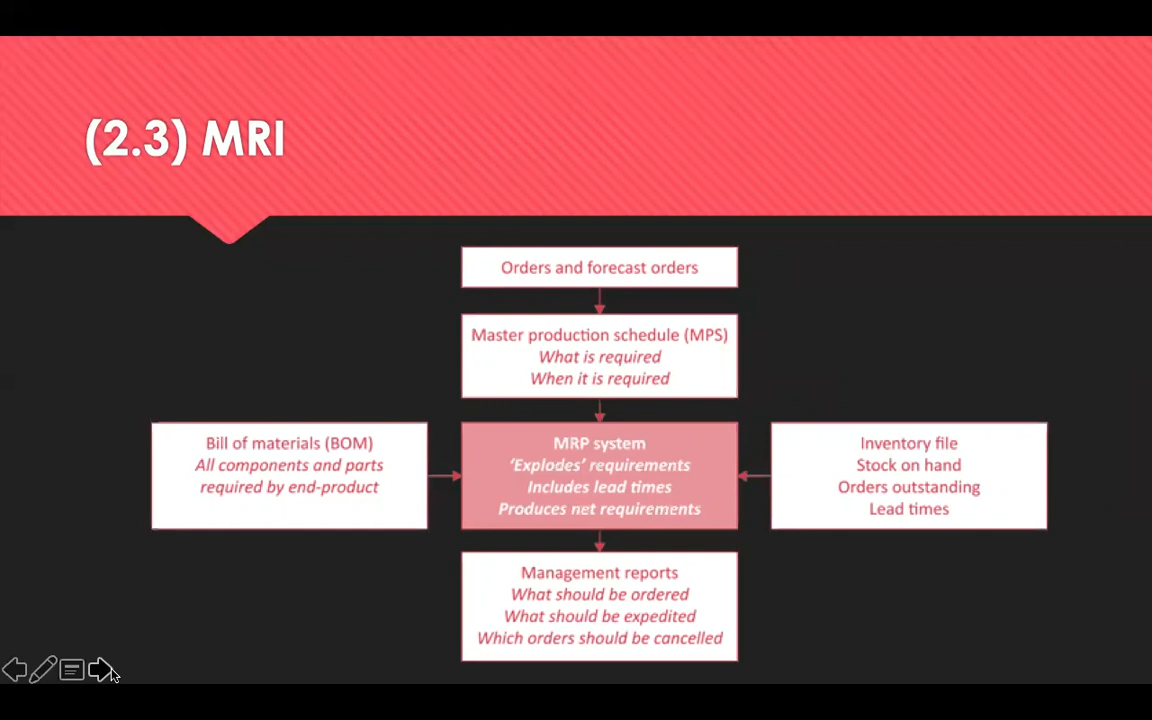 (2.3) MRI
Orders and forecast orders
Master production schedule (MPS)
What is required
When it is required
Bill of materials (BOM)
All components and parts
required by end-product
MRP system
‘Explodes’ requirements
Includes lead times
Produces net requirements
Inventory file
Stock on hand
Orders outstanding
Lead times
Management reports
What should be ordered
What should be expedited
Which orders should be cancelled